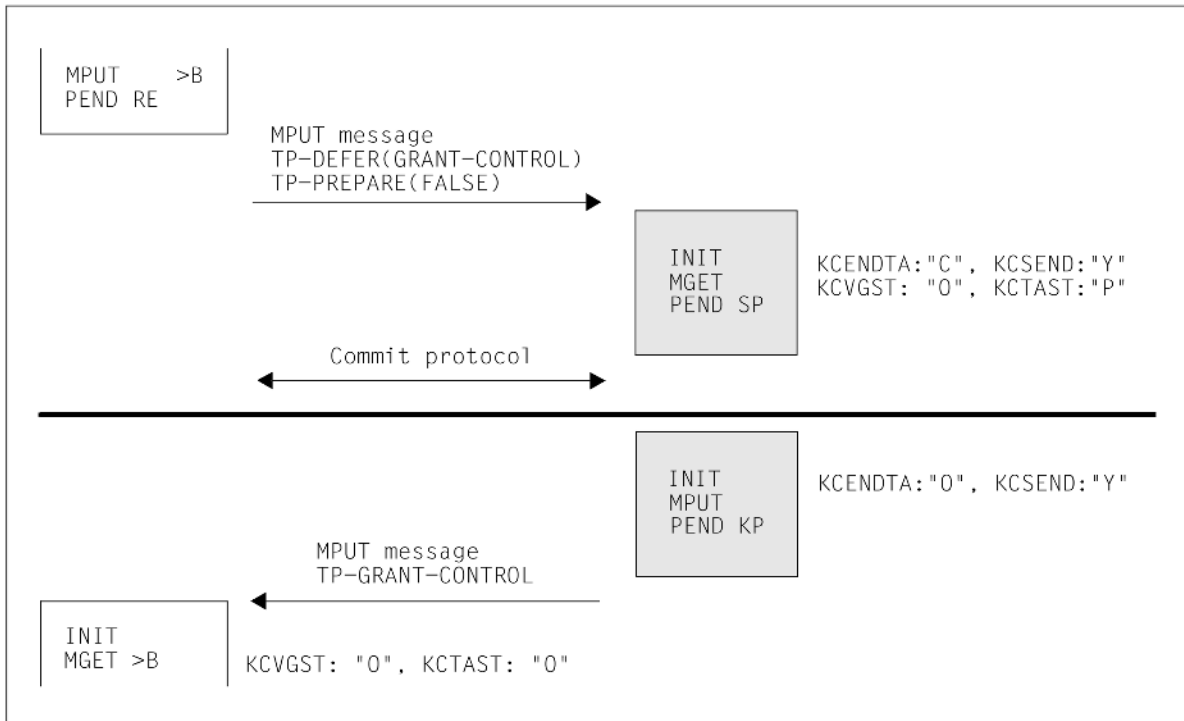 MPUT >B
PEND RE
MPUT message
TP-DEFER(GRANT-CONTROL)
TP-PREPARE(FALSE)
INIT
MGET
PEND SP
KCENDTA:"C", KCSEND:"Y"
KCVGST: "O", KCTAST:"P"
Commit protocol
INIT
MPUT
PEND KP
KCENDTA:"O", KCSEND:"Y"
MPUT message
TP-GRANT-CONTROL
INIT
MGET >B
KCVGST: "O", KCTAST: "O"